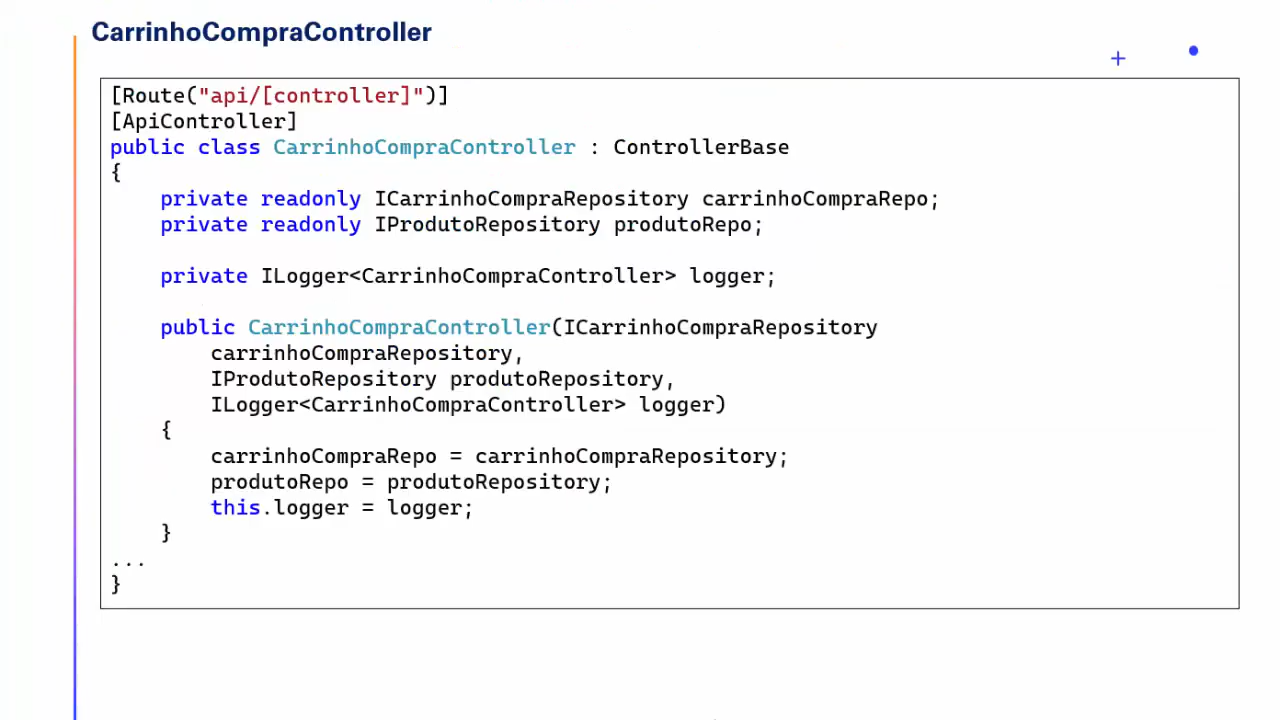 CarrinhoCompraController
[Route("api/[controller]")]
[ApiController]
public class CarrinhoCompraController : ControllerBase
{
    private readonly ICarrinhoCompraRepository carrinhoCompraRepo;
    private readonly IProdutoRepository produtoRepo;
    private ILogger<CarrinhoCompraController> logger;
    public CarrinhoCompraController(ICarrinhoCompraRepository
        carrinhoCompraRepository,
        IProdutoRepository produtoRepository,
        ILogger<CarrinhoCompraController> logger)
    {
        carrinhoCompraRepo = carrinhoCompraRepository;
        produtoRepo = produtoRepository;
        this.logger = logger;
    }
...
}